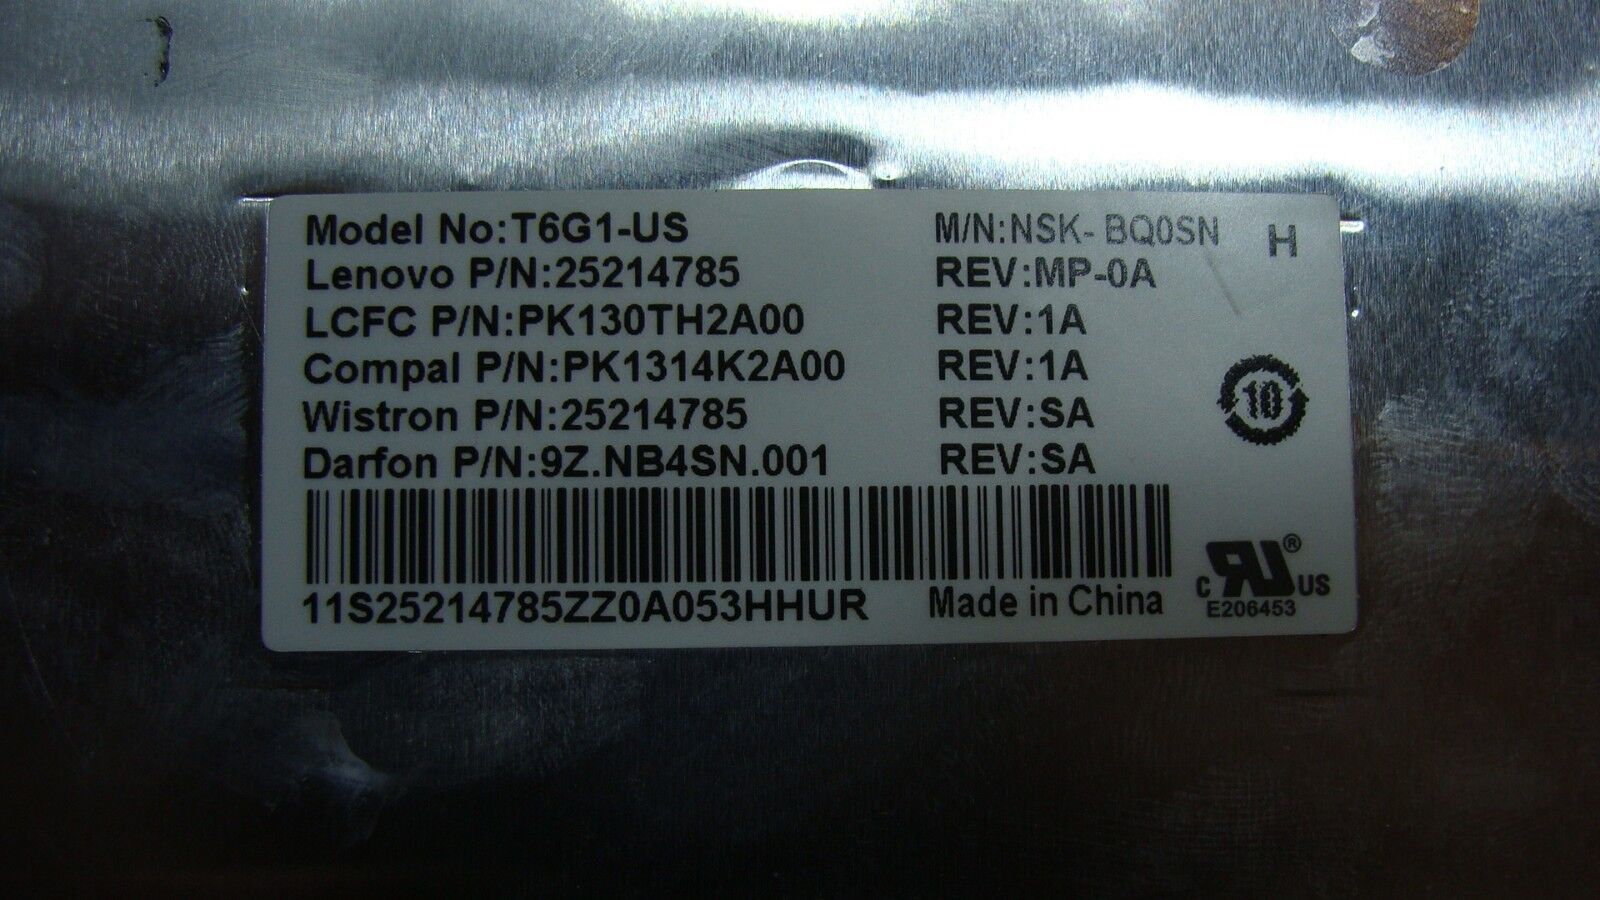 Model No:T6G1-US M/N:NSK- BQ0SN H
Lenovo P/N:25214785 REV:MP-0A
LCFC P/N:PK130TH2A00 REV:1A
Compal P/N:PK1314K2A00 REV:1A
Wistron P/N:25214785 REV:SA
10
Darfon P/N:9Z.NB4SN.001 REV:SA
11S25214785ZZ0A053HHUR Made in China
c RU ® US
E206453